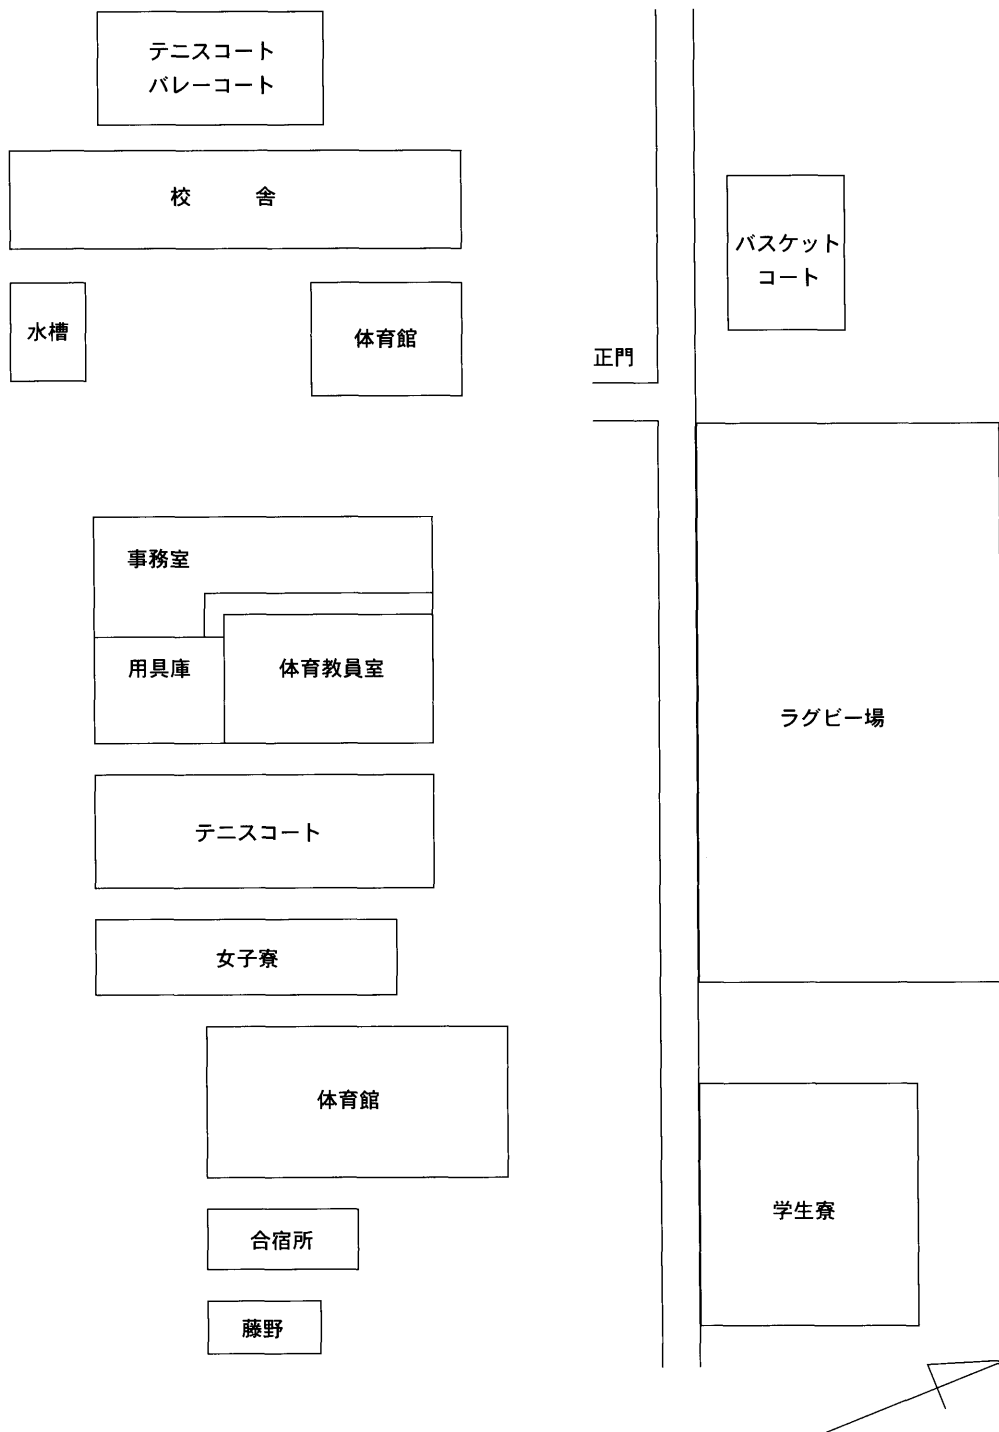 テニスコート
バレーコート
校 舎
バスケット
コート
水槽
体育館
正門
事務室
用具庫
体育教員室
ラグビー場
テニスコート
女子寮
体育館
学生寮
合宿所
藤野